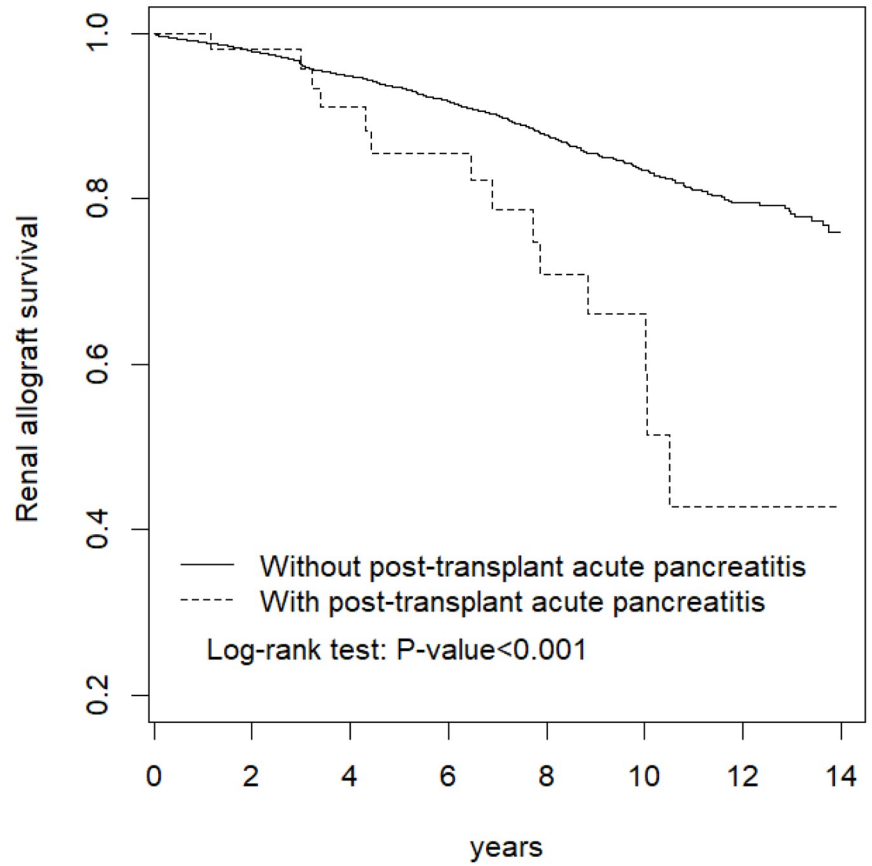 Renal allograft survival
1.0
0.8
0.6
0.4
0.2
Without post-transplant acute pancreatitis
With post-transplant acute pancreatitis
Log-rank test: P-value<0.001
0 2 4 6 8 10 12 14
years